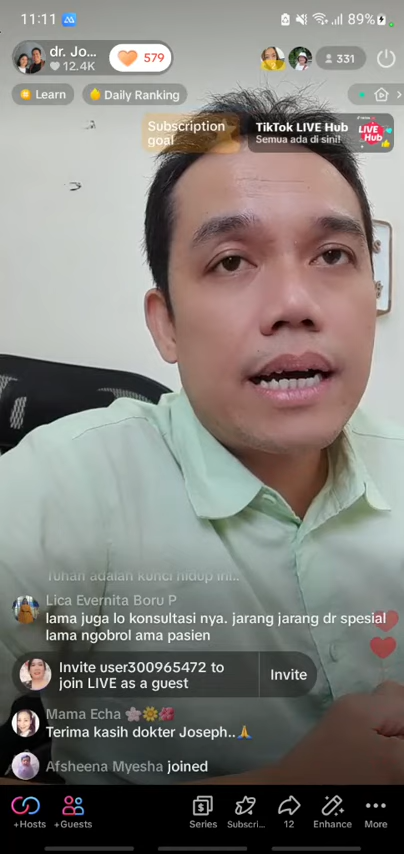 11:11
89%
dr. Jo...
12.4K
579
331
Learn
Daily Ranking
Subscription
goal
TikTok LIVE Hub
Semua ada di sini!
LIVE
Hub
Tuhan adalah kunci hidup ini...
Lica Evernita Boru P
lama juga lo konsultasi nya. jarang jarang dr spesial
lama ngobrol ama pasien
Invite user300965472 to
join LIVE as a guest
Invite
Mama Echa 🌸🌼🌺
Terima kasih dokter Joseph..🙏
Afsheena Myesha joined
+Hosts
+Guests
Series
Subscri...
12
Enhance
More